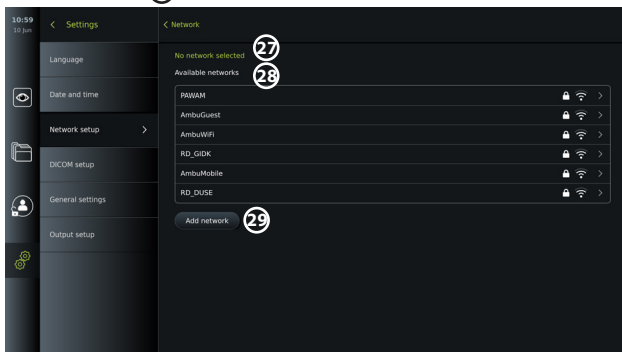 10:59
10 Jun
Settings
Network
Language
Date and time
Network setup
DICOM setup
General settings
Output setup
No network selected
27
Available networks
28
PAWAM
AmbuGuest
AmbuWiFi
RD_GIDK
AmbuMobile
RD_DUSE
Add network
29